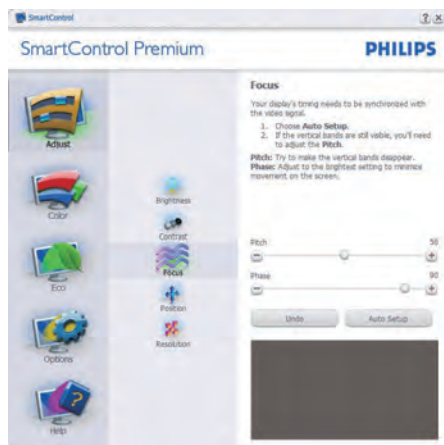 SmartControl
SmartControl Premium
PHILIPS
Adjust
Color
Eco
Options
Help
Brightness
Contrast
Focus
Position
Resolution
Focus
Your display's timing needs to be synchronized with
the video signal.
1. Choose Auto Setup.
2. If the vertical bands are still visible, you'll need
to adjust the Pitch.
Pitch: Try to make the vertical bands disappear.
Phase: Adjust to the brightest setting to minimize
movement on the screen.
Pitch 50
Phase 90
Undo Auto Setup